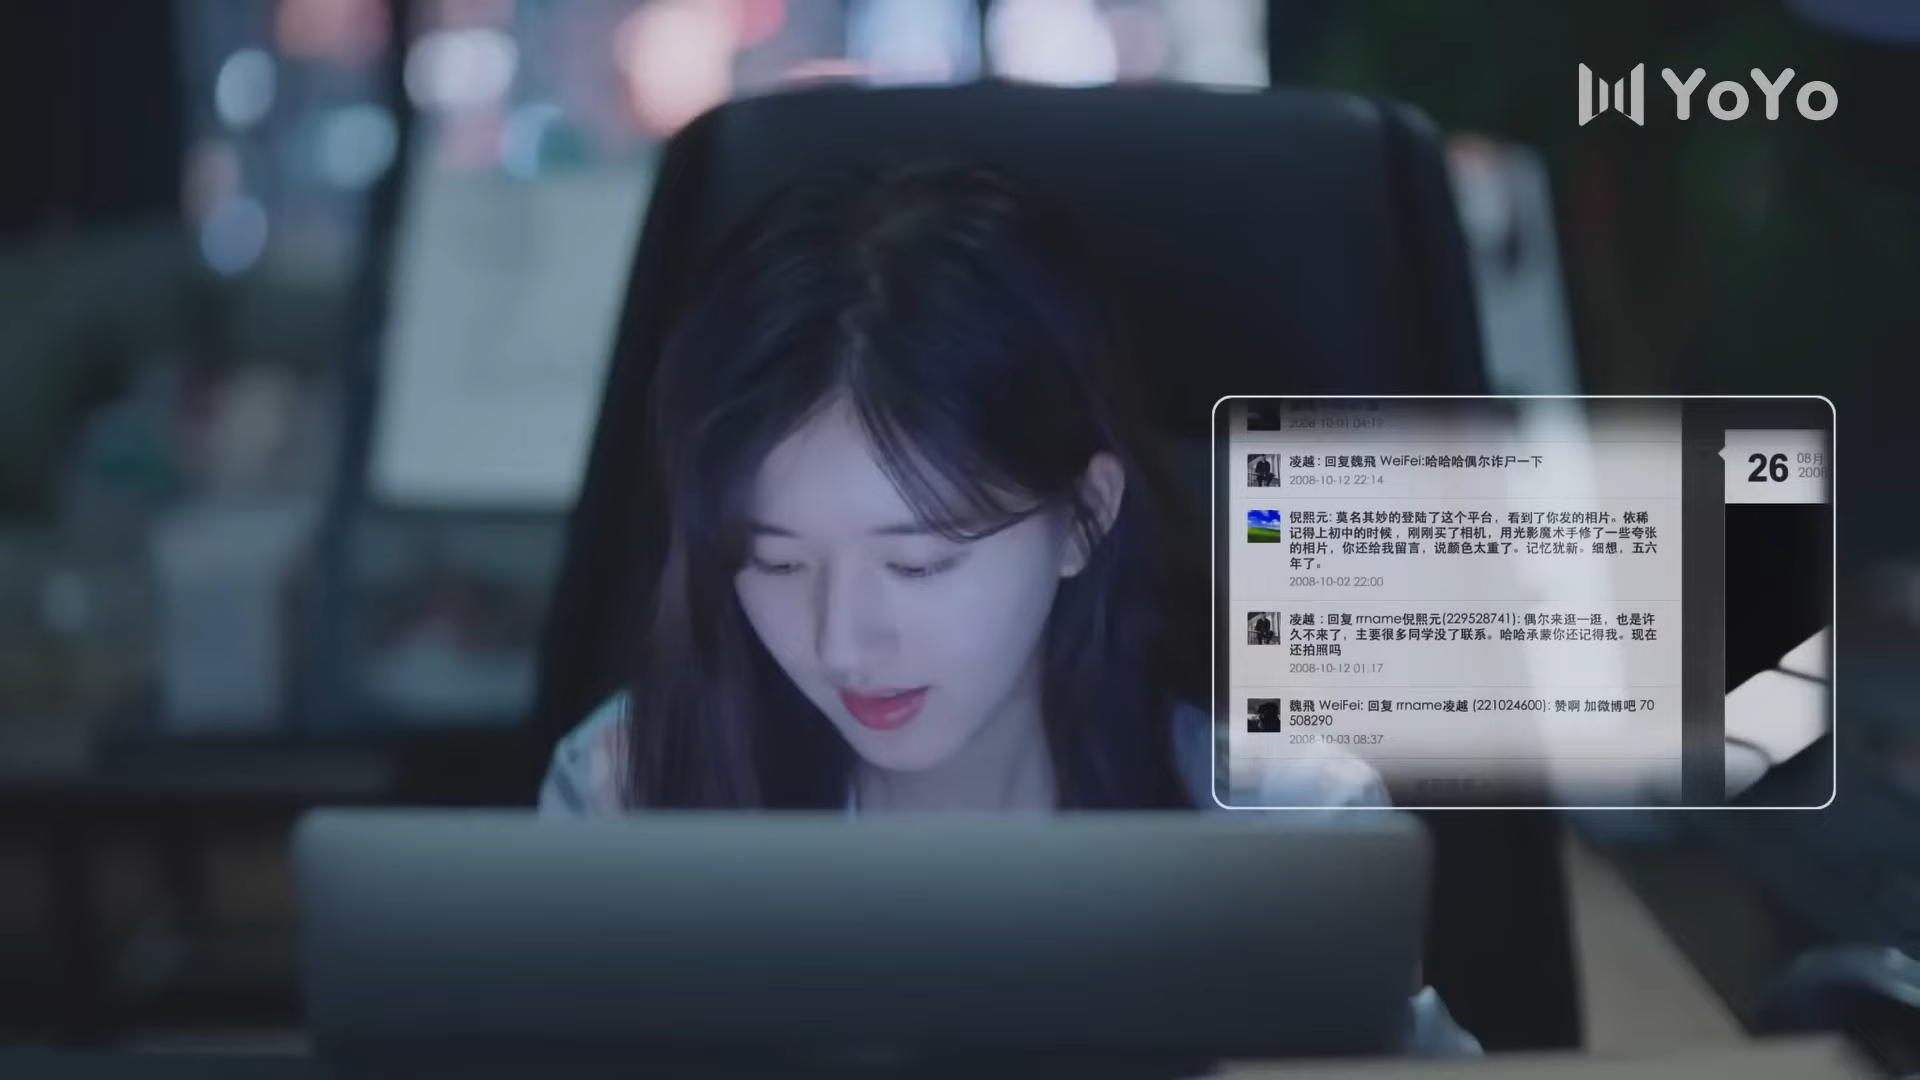 YoYo
2008-10-01 04:19
凌越 : 回复魏飛 WeiFei:哈哈哈偶尔诈尸一下
2008-10-12 22:14
倪熙元: 莫名其妙的登陆了这个平台，看到了你发的相片。依稀
记得上初中的时候，刚刚买了相机，用光影魔术手修了一些夸张
的相片，你还给我留言，说颜色太重了。记忆犹新。细想，五六
年了。
2008-10-02 22:00
凌越 : 回复 rrname倪熙元(229528741): 偶尔来逛一逛，也是许
久不来了，主要很多同学没了联系。哈哈承蒙你还记得我。现在
还拍照吗
2008-10-12 01:17
魏飛 WeiFei: 回复 rrname凌越 (221024600): 赞啊 加微博吧 70
508290
2008-10-03 08:37
26
08月
2008